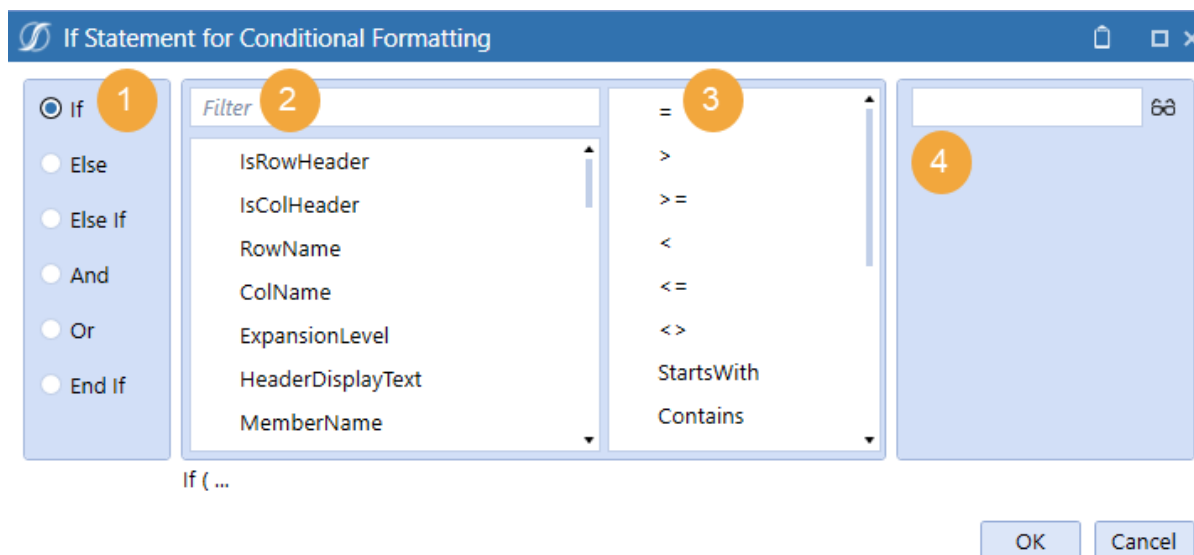 If Statement for Conditional Formatting
If
Else
Else If
And
Or
End If
1
Filter
2
IsRowHeader
IsColHeader
RowName
ColName
ExpansionLevel
HeaderDisplayText
MemberName
=
3
>
>=
<
<=
<>
StartsWith
Contains
4
If ( ...
OK
Cancel